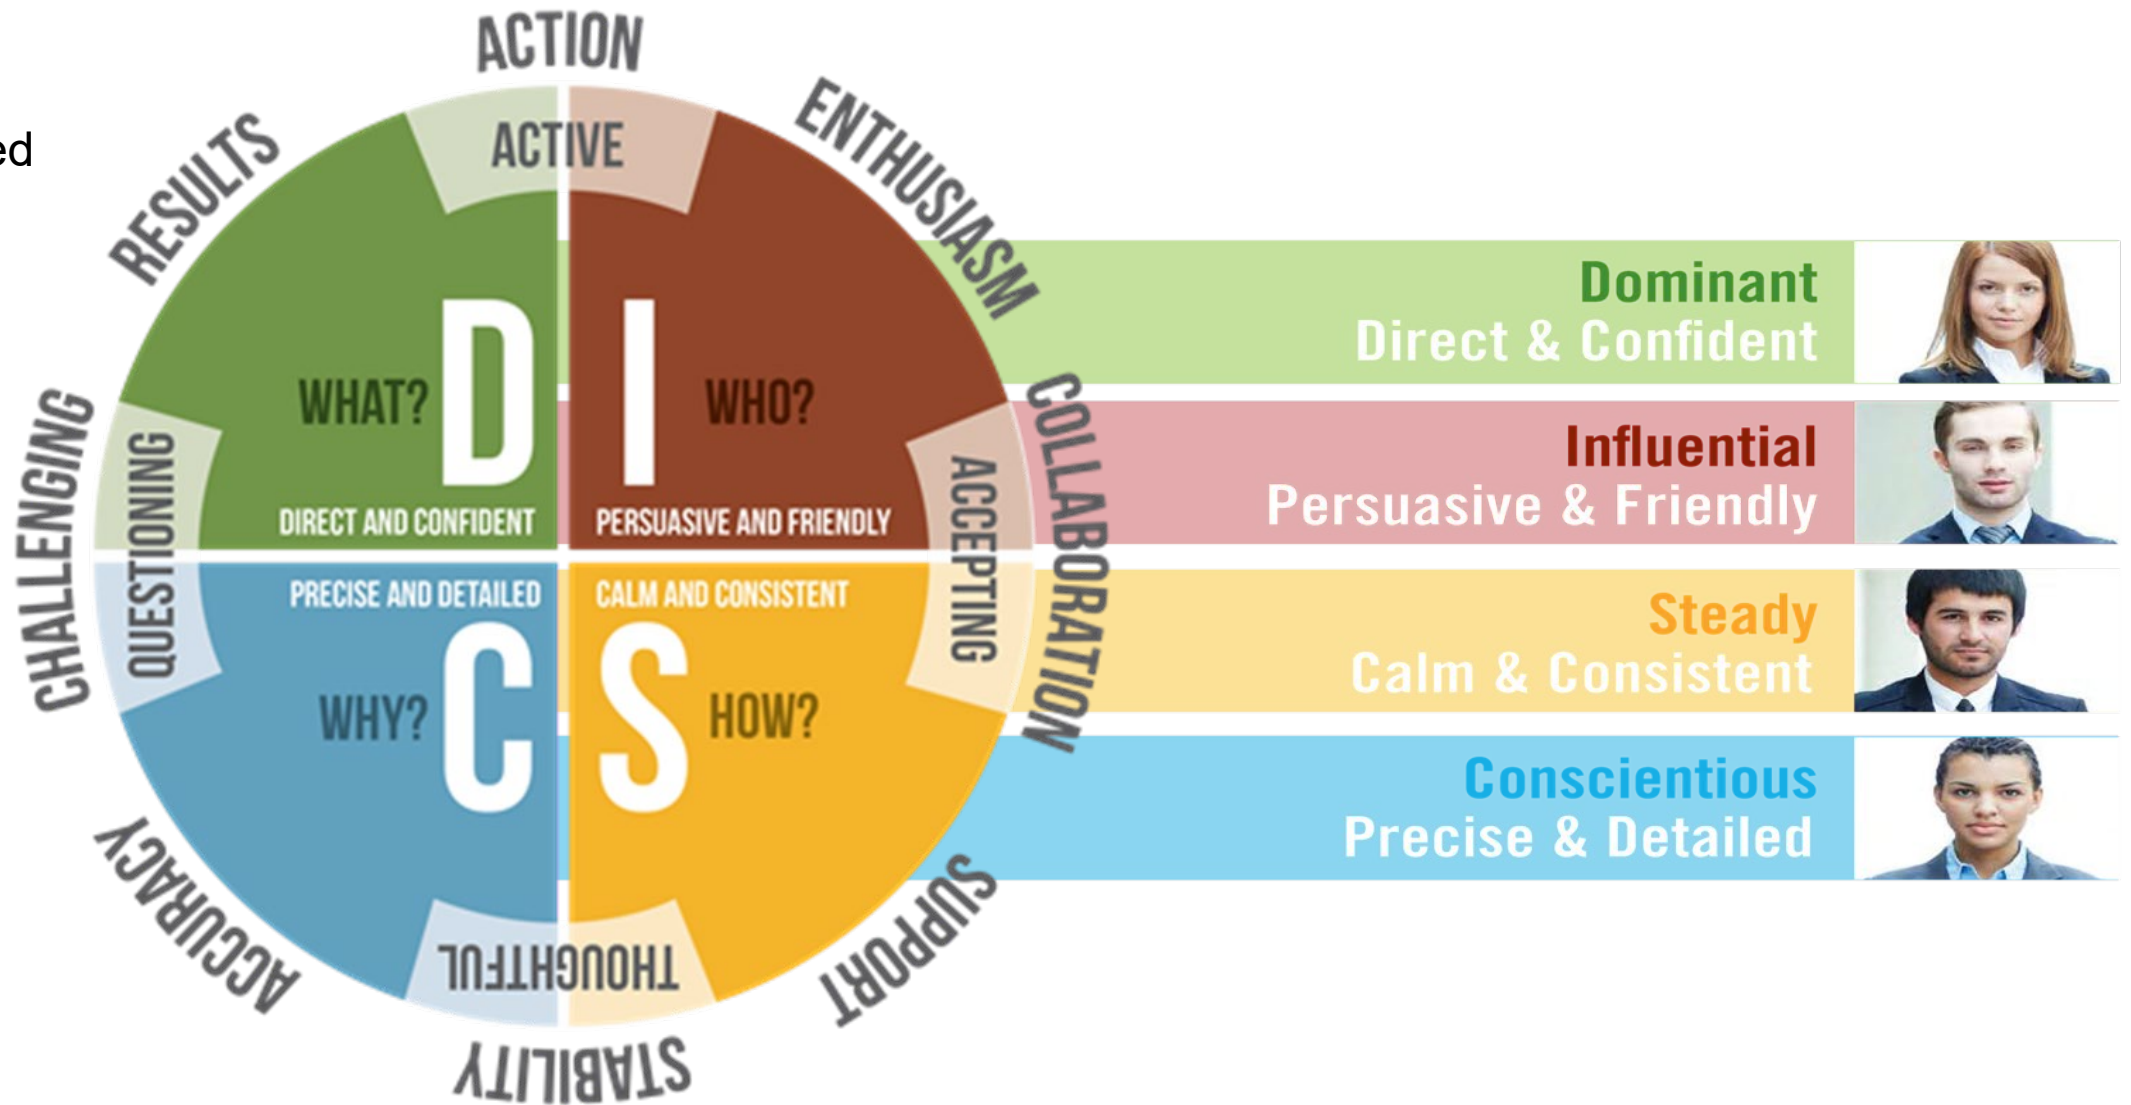 ACTION
ENTHUSIASM
RESULTS
ed
ACTIVE
Dominant
Direct & Confident
D
I
WHAT?
WHO?
CHALLENGING
COLLABORATION
QUESTIONING
ACCEPTING
Influential
Persuasive & Friendly
DIRECT AND CONFIDENT
PERSUASIVE AND FRIENDLY
PRECISE AND DETAILED
CALM AND CONSISTENT
Steady
Calm & Consistent
C
S
WHY?
HOW?
Conscientious
Precise & Detailed
ACCURACY
SUPPORT
THOUGHTFUL
STABILITY